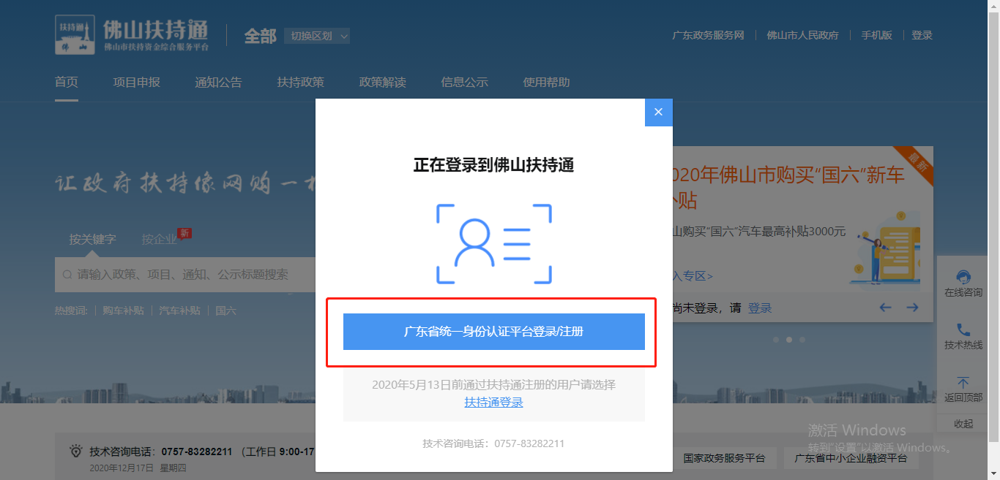 扶持通
佛 山
佛山扶持通
佛山市扶持资金综合服务平台
全部
切换区划
广东政务服务网
佛山市人民政府
手机版
登录
首页
项目申报
通知公告
扶持政策
政策解读
信息公示
使用帮助
×
正在登录到佛山扶持通
让政府扶持像网购一
最新
020年佛山市购买“国六”新车
贴
山购买“国六”汽车最高补贴3000元
入专区>
按关键字
按企业
新
请输入政策、项目、通知、公示标题搜索
热搜词:
购车补贴
汽车补贴
国六
尚未登录，请 登录
广东省统一身份认证平台登录/注册
2020年5月13日前通过扶持通注册的用户请选择
扶持通登录
技术咨询电话：0757-83282211
在线咨询
技术热线
返回顶部
收起
技术咨询电话：0757-83282211 （工作日 9:00-17
2020年12月17日 星期四
国家政务服务平台
广东省中小企业融资平台
激活 Windows
转到“设置”以激活 Windows。